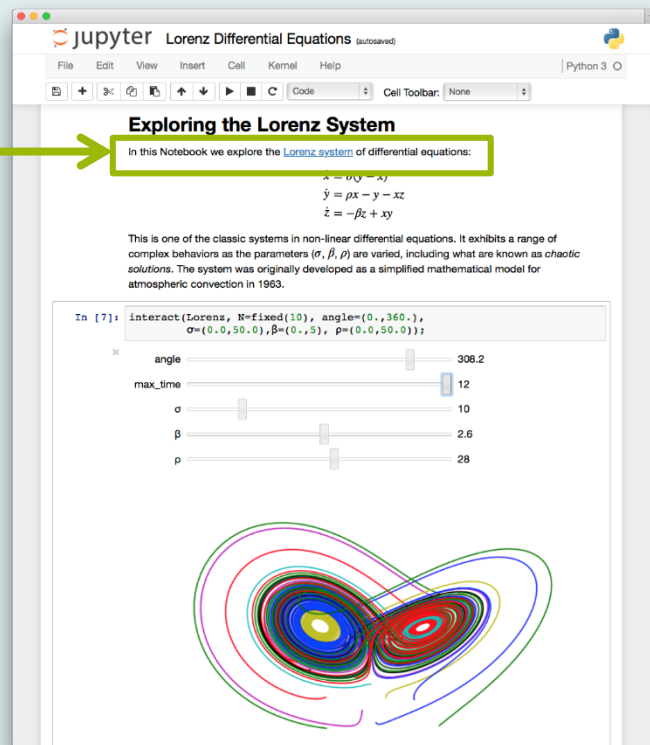 jupyter Lorenz Differential Equations (autosaved)
File Edit View Insert Cell Kernel Help Python 3
Code Cell Toolbar: None
Exploring the Lorenz System
In this Notebook we explore the Lorenz system of differential equations:
ẋ = σ(y − x)
ẏ = ρx − y − xz
ż = −βz + xy
This is one of the classic systems in non-linear differential equations. It exhibits a range of
complex behaviors as the parameters (σ, β, ρ) are varied, including what are known as chaotic
solutions. The system was originally developed as a simplified mathematical model for
atmospheric convection in 1963.
In [7]: interact(Lorenz, N=fixed(10), angle=(0.,360.),
σ=(0.0,50.0),β=(0.,5), ρ=(0.0,50.0));
angle 308.2
max_time 12
σ 10
β 2.6
ρ 28